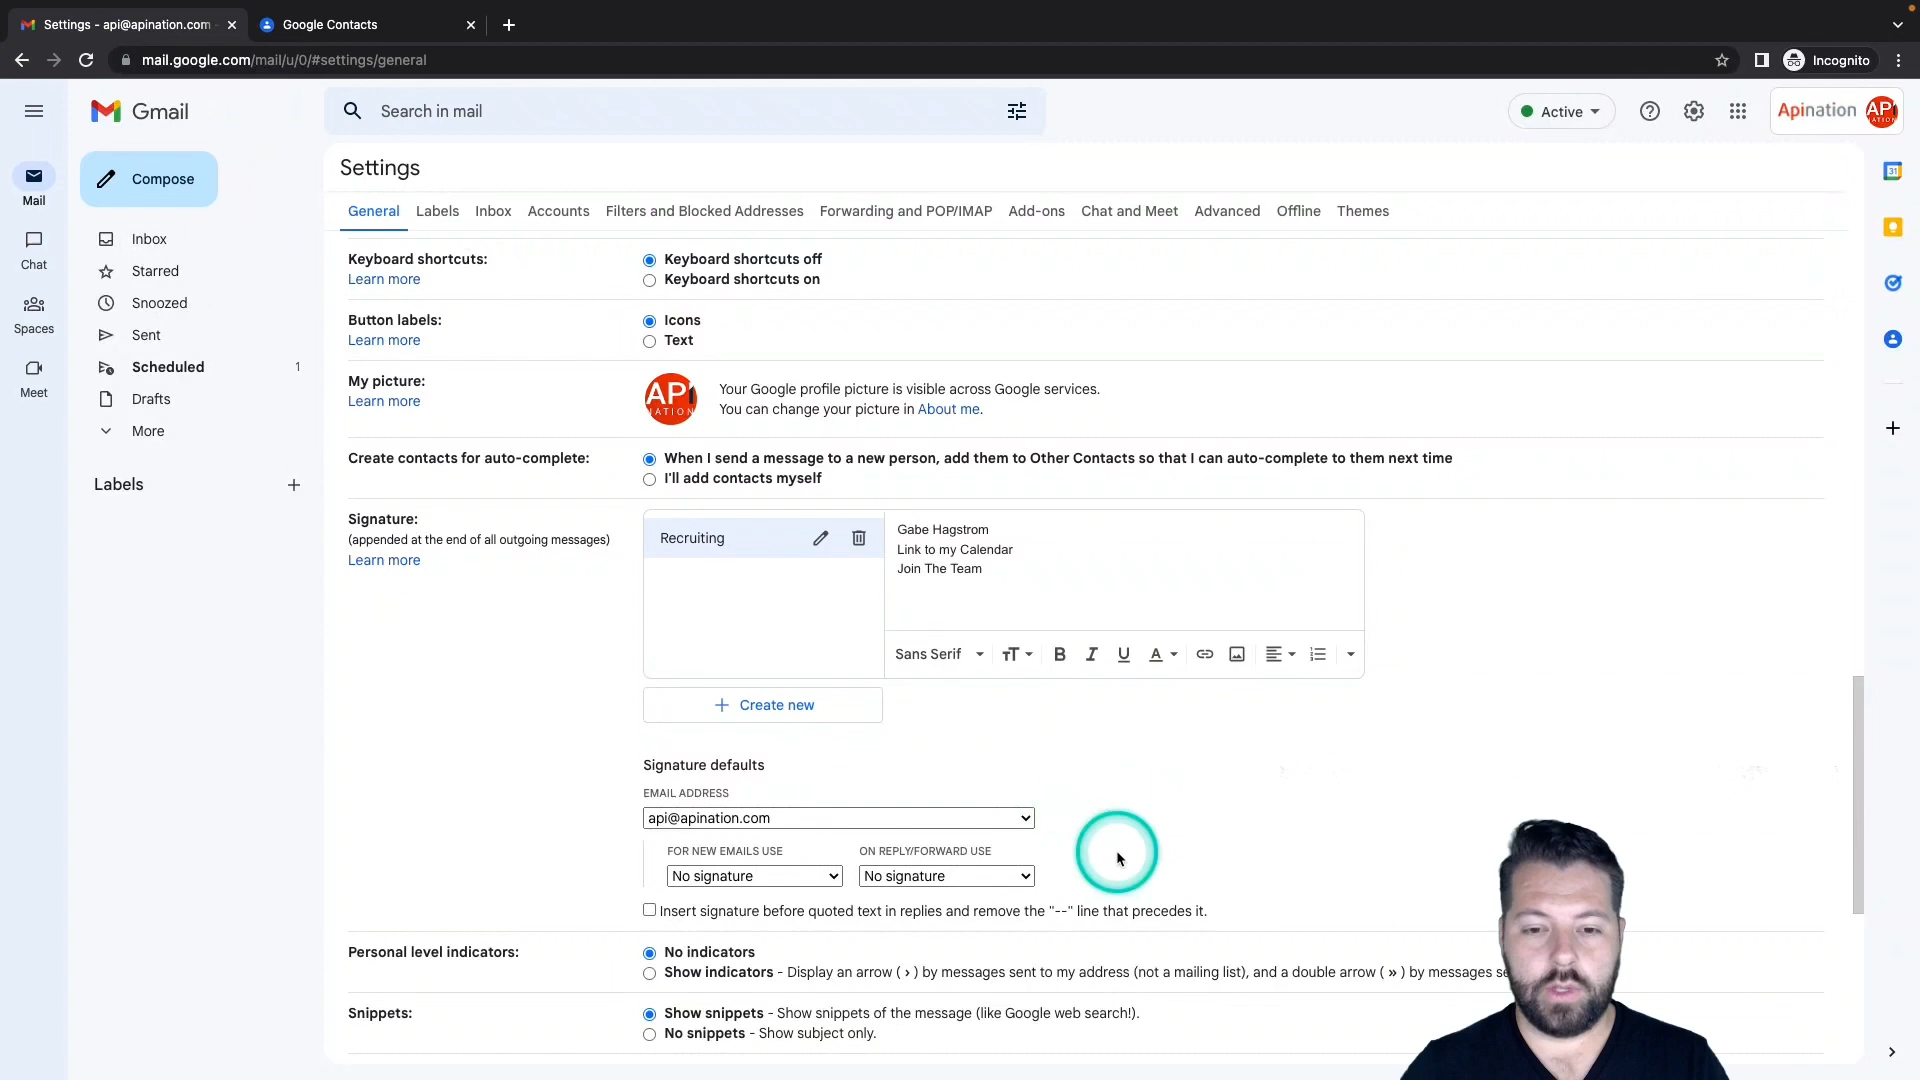 Settings - api@apination.com -
Google Contacts
mail.google.com/mail/u/0/#settings/general
Incognito
Gmail
Search in mail
Active
Apination
API
NATION
Mail
Chat
Spaces
Meet
Compose
Inbox
Starred
Snoozed
Sent
Scheduled 1
Drafts
More
Labels
Settings
General Labels Inbox Accounts Filters and Blocked Addresses Forwarding and POP/IMAP Add-ons Chat and Meet Advanced Offline Themes
Keyboard shortcuts:
Learn more
Keyboard shortcuts off
Keyboard shortcuts on
Button labels:
Learn more
Icons
Text
My picture:
Learn more
API
NATION
Your Google profile picture is visible across Google services.
You can change your picture in About me.
Create contacts for auto-complete:
When I send a message to a new person, add them to Other Contacts so that I can auto-complete to them next time
I'll add contacts myself
Signature:
(appended at the end of all outgoing messages)
Learn more
Recruiting
Gabe Hagstrom
Link to my Calendar
Join The Team
Sans Serif
Create new
Signature defaults
EMAIL ADDRESS
api@apination.com
FOR NEW EMAILS USE
No signature
ON REPLY/FORWARD USE
No signature
Insert signature before quoted text in replies and remove the "--" line that precedes it.
Personal level indicators:
No indicators
Show indicators - Display an arrow ( › ) by messages sent to my address (not a mailing list), and a double arrow ( » ) by messages se
Snippets:
Show snippets - Show snippets of the message (like Google web search!).
No snippets - Show subject only.
31